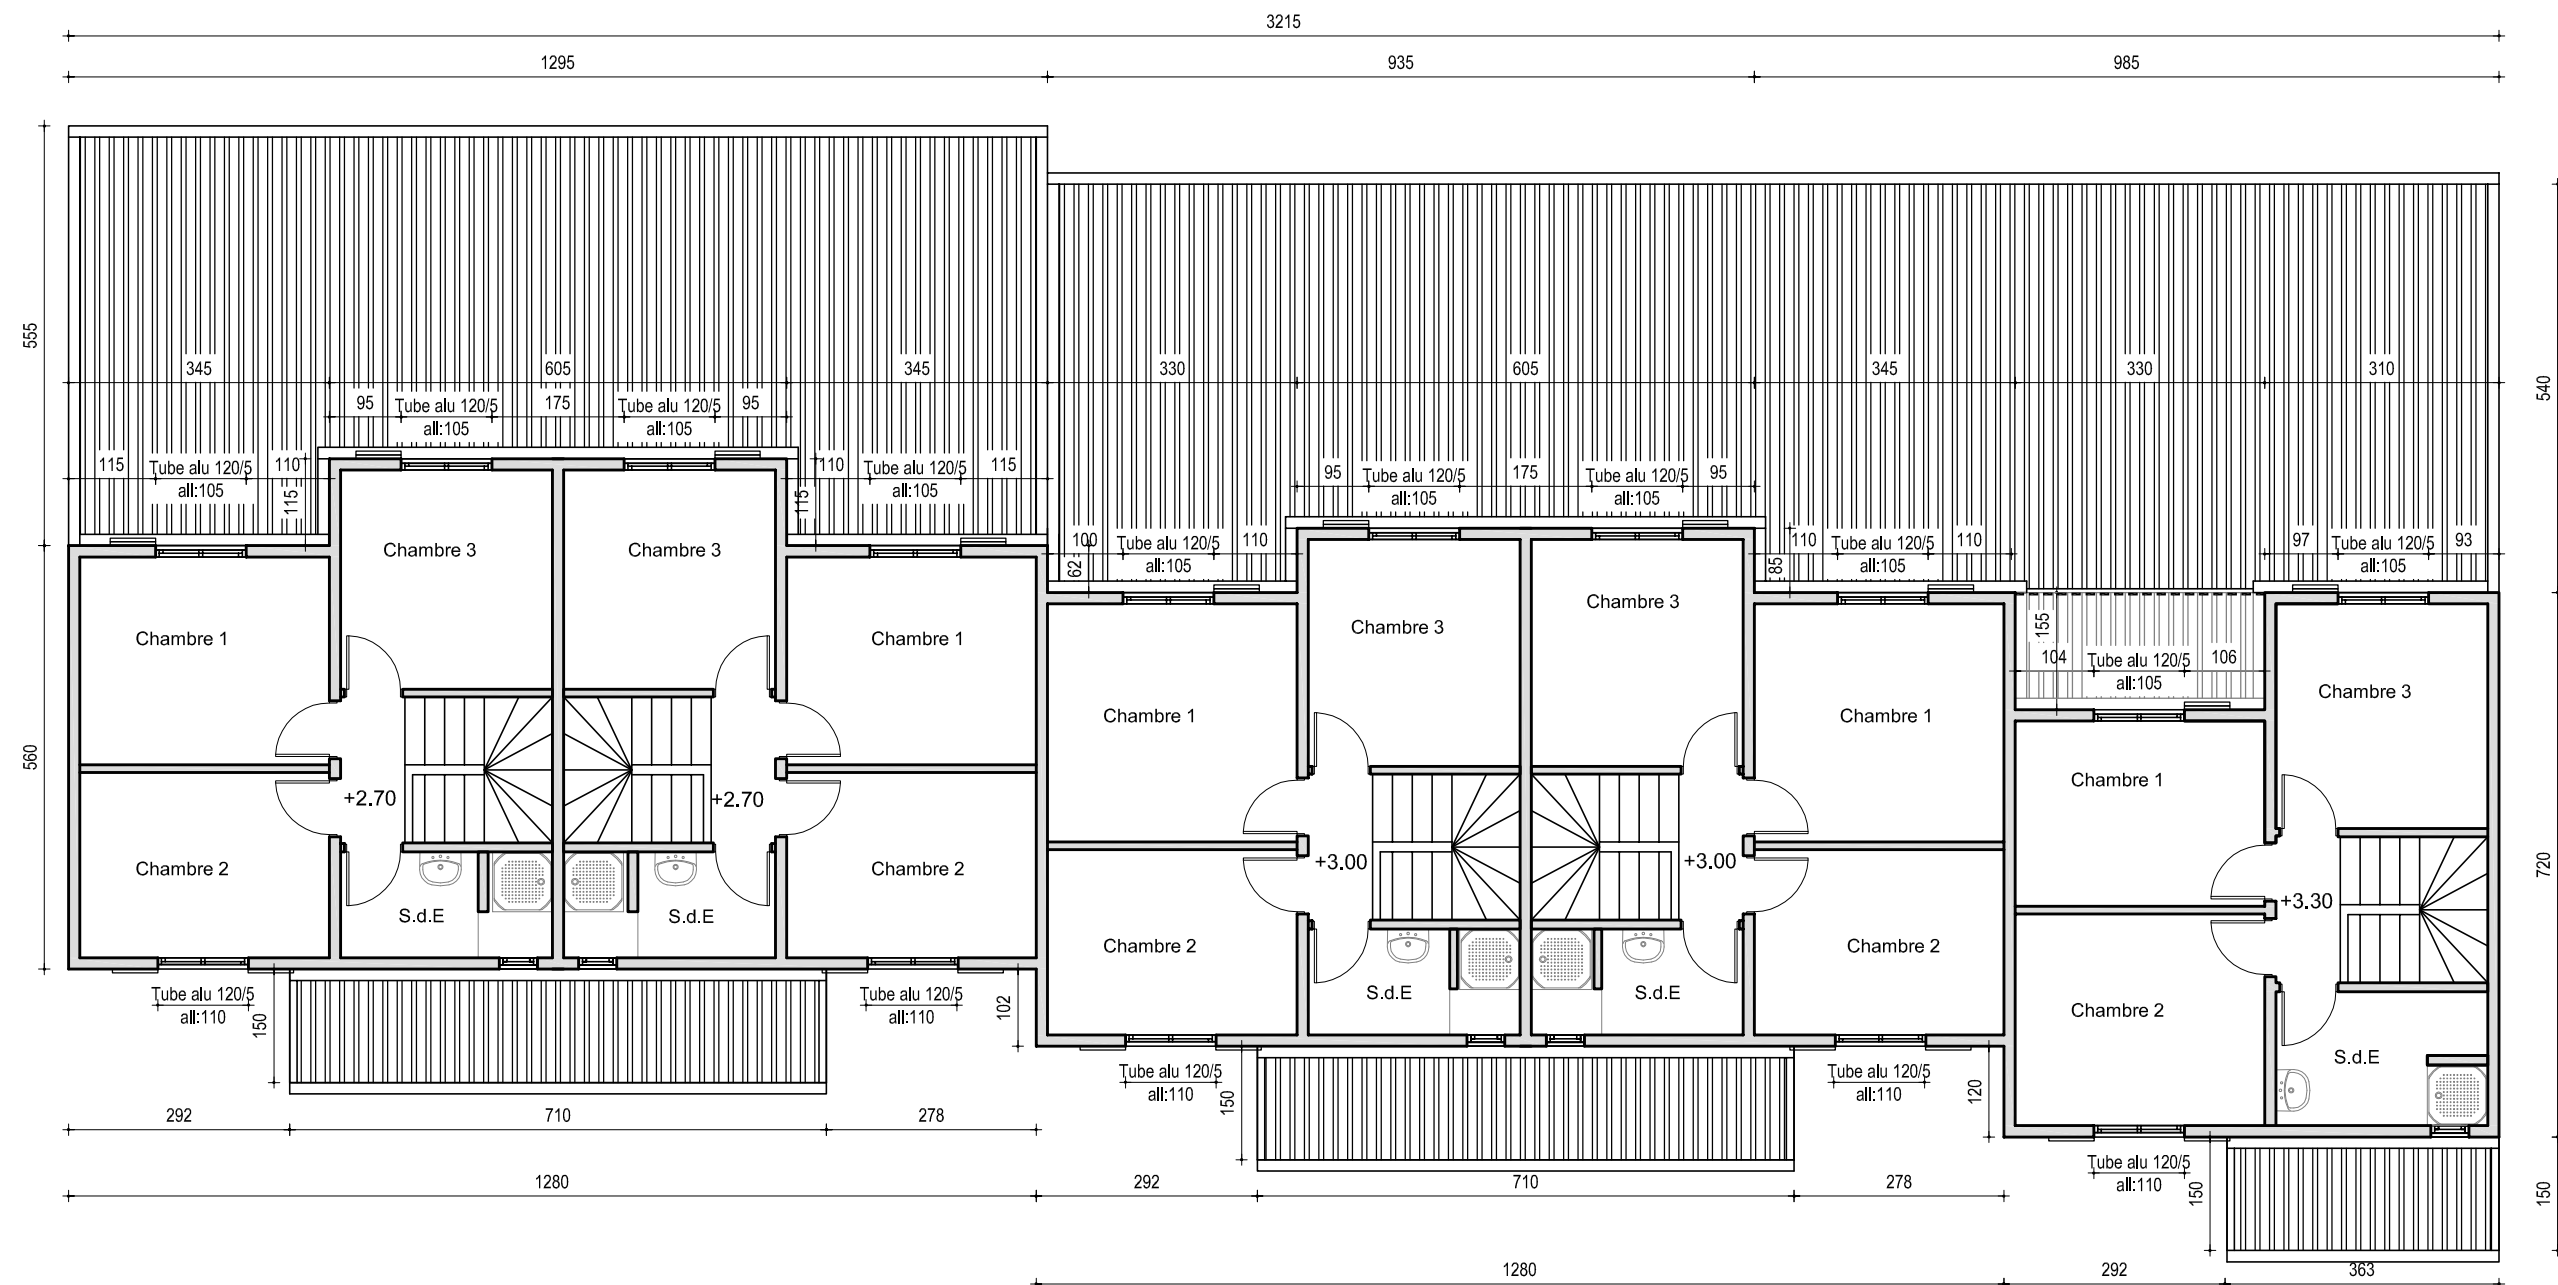 3215
1295
935
985
555
540
345
605
345
330
605
345
330
310
95
Tube alu 120/5
all:105
175
Tube alu 120/5
all:105
95
115
Tube alu 120/5
all:105
110
115
110
115
Tube alu 120/5
all:105
115
95
Tube alu 120/5
all:105
175
Tube alu 120/5
all:105
95
100
62
Tube alu 120/5
all:105
110
85
110
Tube alu 120/5
all:105
110
97
Tube alu 120/5
all:105
93
155
104
Tube alu 120/5
all:105
106
Chambre 3
Chambre 3
Chambre 1
Chambre 1
Chambre 3
Chambre 3
Chambre 1
Chambre 1
Chambre 3
Chambre 1
560
720
+2.70
+2.70
+3.00
+3.00
+3.30
Chambre 2
Chambre 2
S.d.E
S.d.E
Chambre 2
Chambre 2
S.d.E
S.d.E
Chambre 2
S.d.E
Tube alu 120/5
all:110
150
Tube alu 120/5
all:110
102
Tube alu 120/5
all:110
150
Tube alu 120/5
all:110
120
Tube alu 120/5
all:110
150
150
292
710
278
1280
292
710
278
1280
292
363